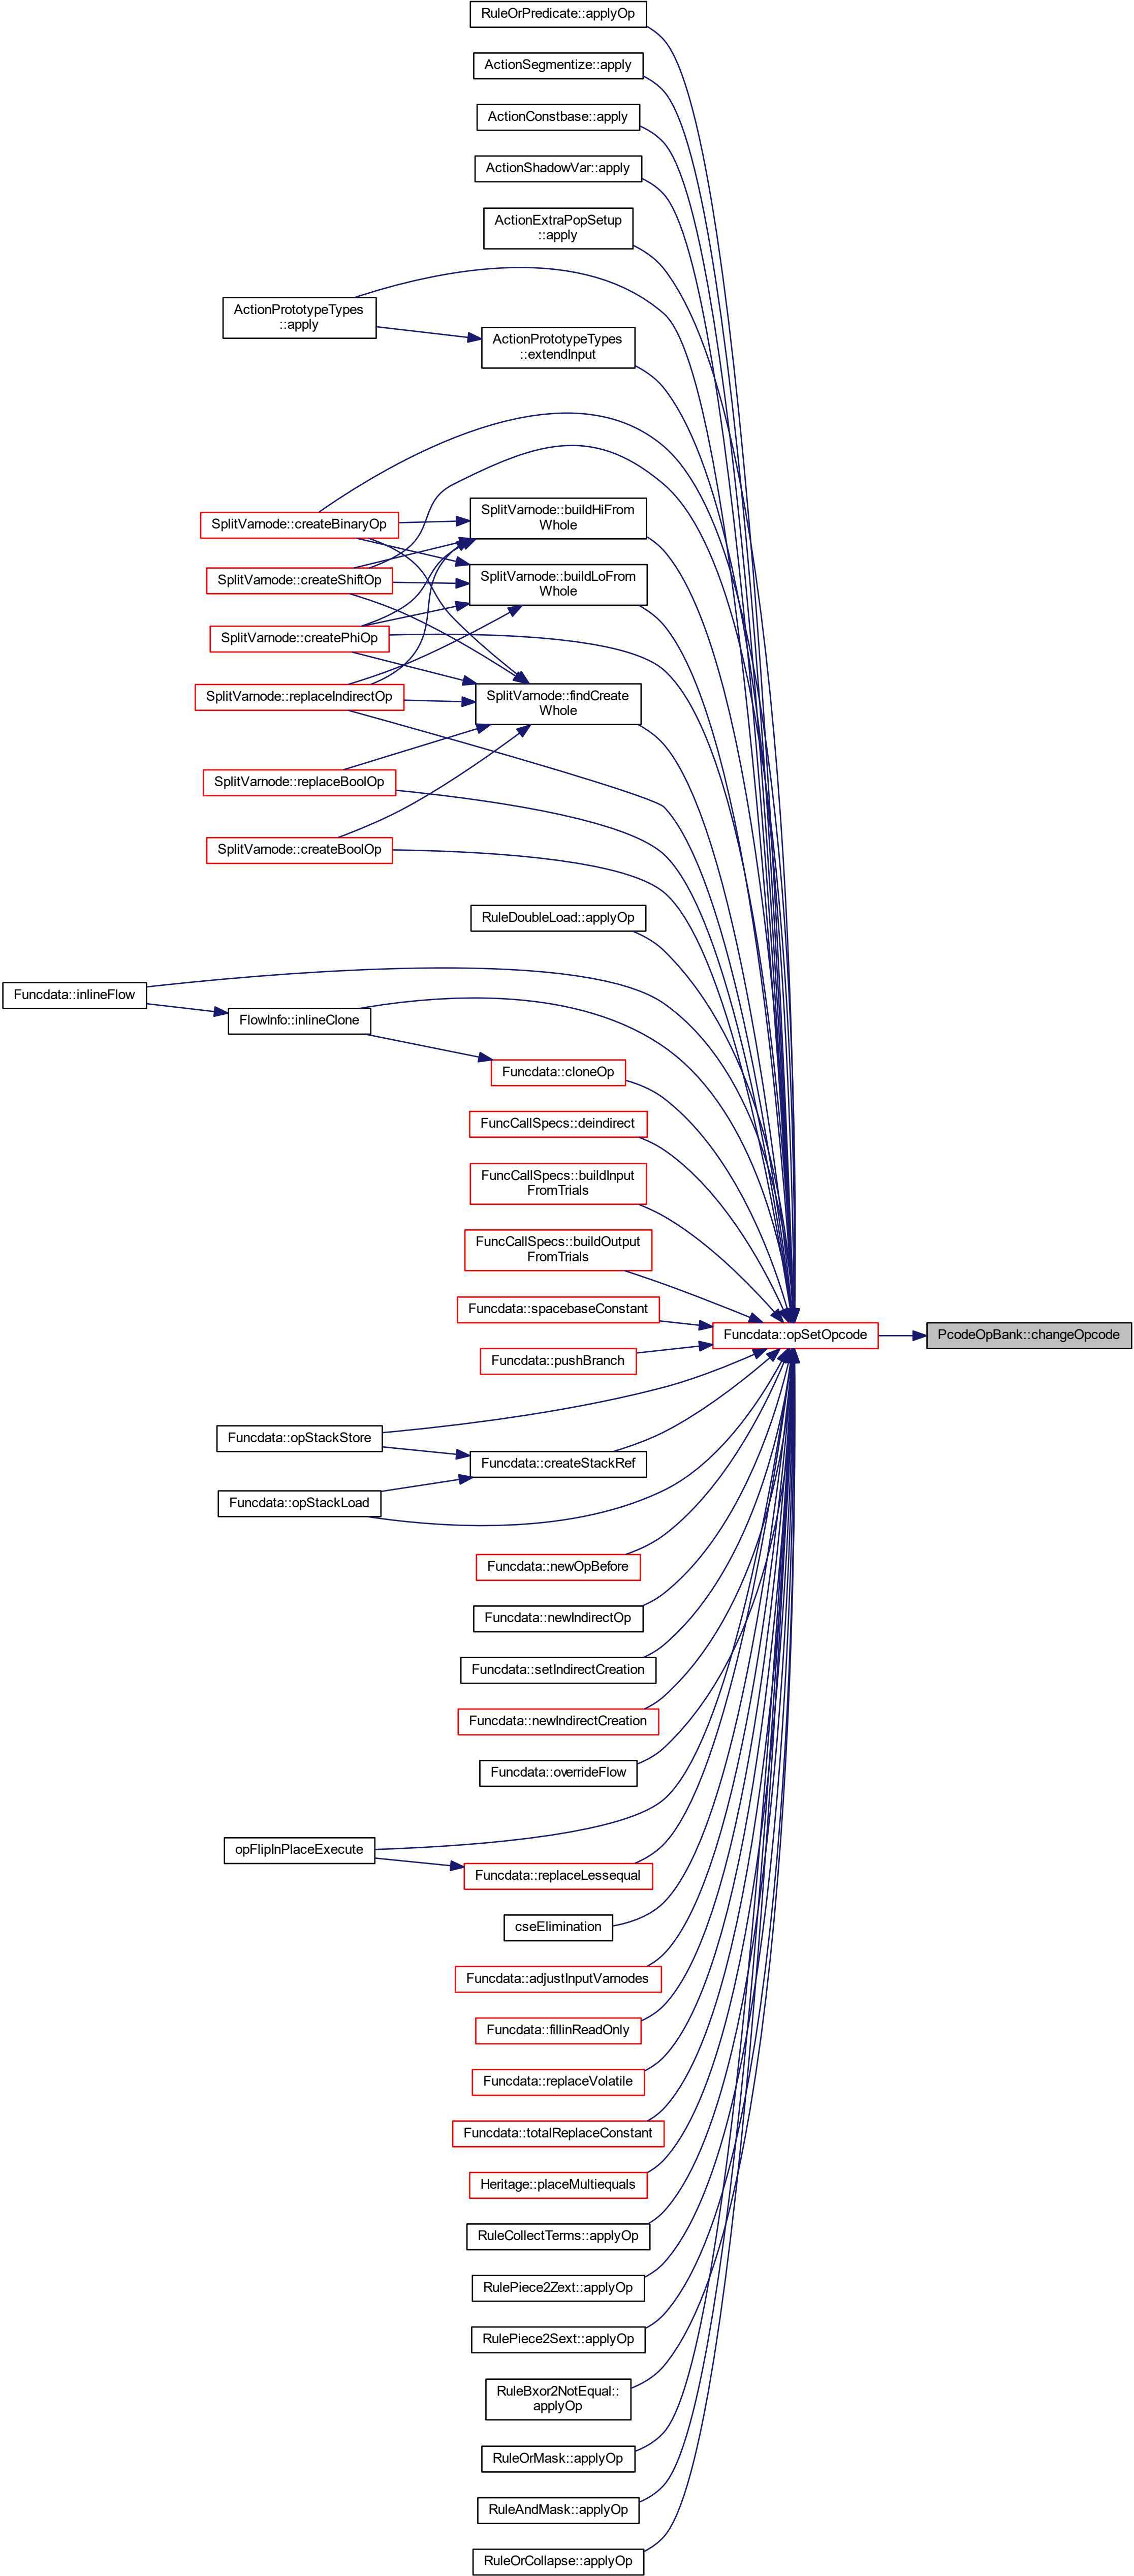 RuleOrPredicate::applyOp
ActionSegmentize::apply
ActionConstbase::apply
ActionShadowVar::apply
ActionExtraPopSetup
::apply
ActionPrototypeTypes
::apply
ActionPrototypeTypes
::extendInput
SplitVarnode::buildHiFrom
Whole
SplitVarnode::createBinaryOp
SplitVarnode::buildLoFrom
Whole
SplitVarnode::createShiftOp
SplitVarnode::createPhiOp
SplitVarnode::findCreate
Whole
SplitVarnode::replaceIndirectOp
SplitVarnode::replaceBoolOp
SplitVarnode::createBoolOp
RuleDoubleLoad::applyOp
Funcdata::inlineFlow
FlowInfo::inlineClone
Funcdata::cloneOp
FuncCallSpecs::deindirect
FuncCallSpecs::buildInput
FromTrials
FuncCallSpecs::buildOutput
FromTrials
Funcdata::spacebaseConstant
Funcdata::opSetOpcode
PcodeOpBank::changeOpcode
Funcdata::pushBranch
Funcdata::opStackStore
Funcdata::createStackRef
Funcdata::opStackLoad
Funcdata::newOpBefore
Funcdata::newIndirectOp
Funcdata::setIndirectCreation
Funcdata::newIndirectCreation
Funcdata::overrideFlow
opFlipInPlaceExecute
Funcdata::replaceLessequal
cseElimination
Funcdata::adjustInputVarnodes
Funcdata::fillinReadOnly
Funcdata::replaceVolatile
Funcdata::totalReplaceConstant
Heritage::placeMultiequals
RuleCollectTerms::applyOp
RulePiece2Zext::applyOp
RulePiece2Sext::applyOp
RuleBxor2NotEqual::
applyOp
RuleOrMask::applyOp
RuleAndMask::applyOp
RuleOrCollapse::applyOp